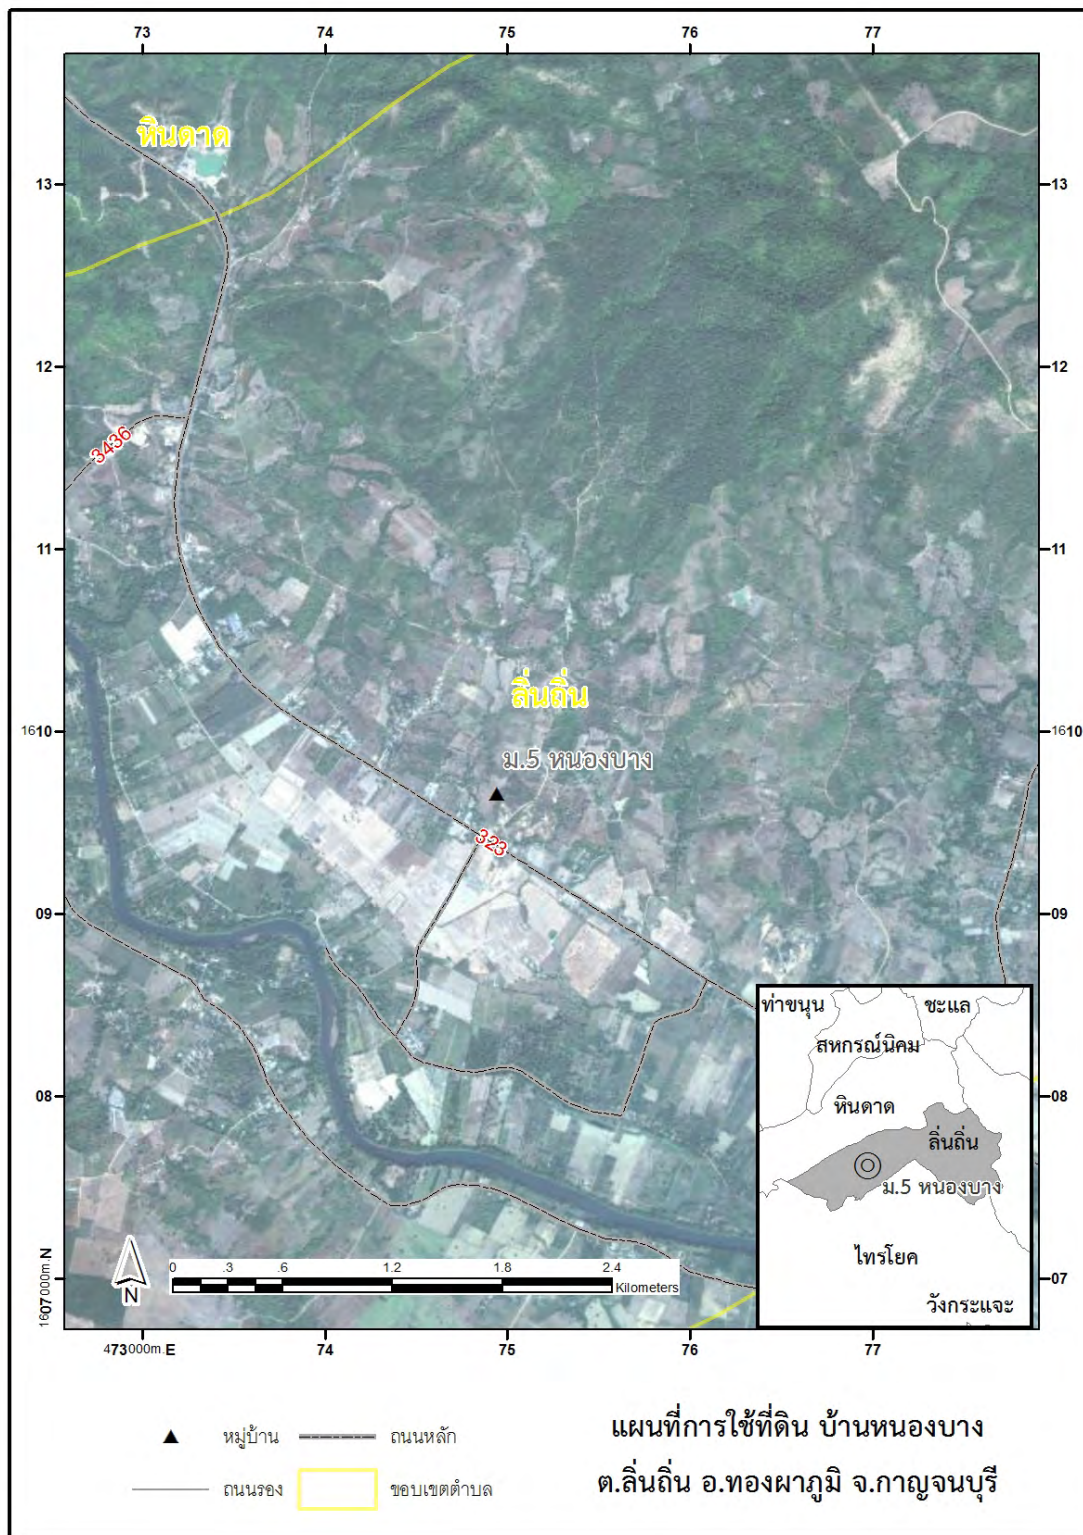 73 74 75 76 77
หินดาด
13 13
12 12
3436
11 11
ลิ่นถิ่น
1610 1610
ม.5 หนองบาง
323
09 09
ท่าขนุน ชะแล
สหกรณ์นิคม
08 08
หินดาด
ลิ่นถิ่น
ม.5 หนองบาง
ไทรโยค
วังกระแจะ
0 .3 .6 1.2 1.8 2.4
Kilometers
N
1607000m.N 07
473000m.E 74 75 76 77
หมู่บ้าน ถนนหลัก
ถนนรอง ขอบเขตตำบล
แผนที่การใช้ที่ดิน บ้านหนองบาง
ต.ลิ่นถิ่น อ.ทองผาภูมิ จ.กาญจนบุรี